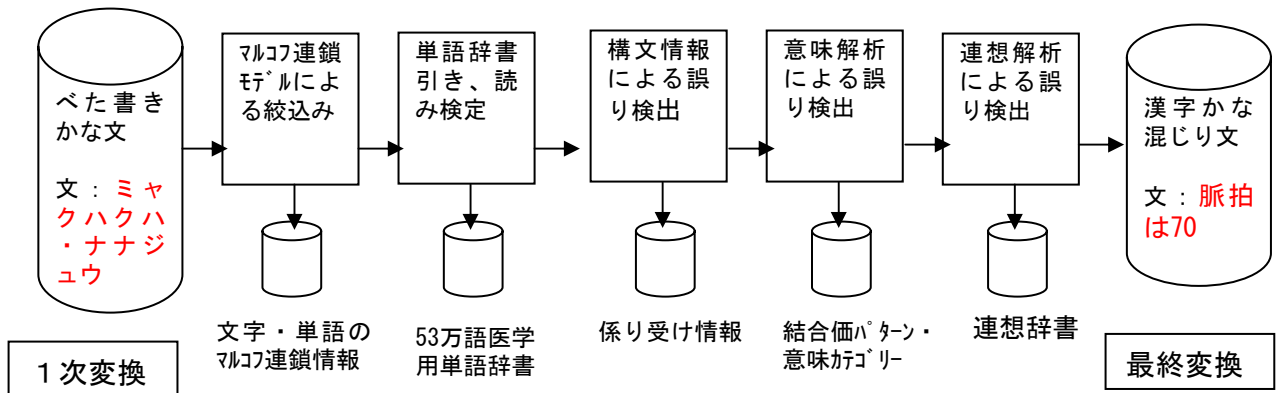 べた書き
かな文
文：ミャ
クハクハ
・ナナジ
ュウ
１次変換
ﾏﾙｺﾌ連鎖
ﾓﾃﾞﾙによ
る絞込み
文字・単語の
ﾏﾙｺﾌ連鎖情報
単語辞書
引き、読
み検定
53万語医学
用単語辞書
構文情報
による誤
り検出
係り受け情報
意味解析
による誤
り検出
結合価ﾊﾟﾀｰﾝ・
意味ｶﾃｺﾞﾘｰ
連想解析
による誤
り検出
連想辞書
漢字かな
混じり文
文：脈拍
は70
最終変換